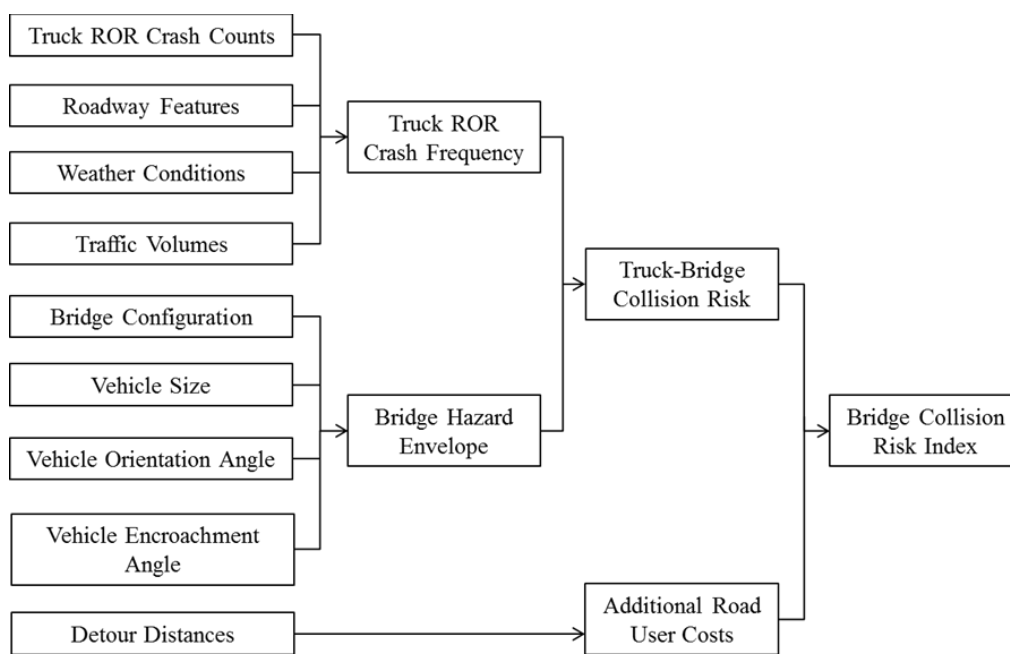 Truck ROR Crash Counts
Roadway Features
Weather Conditions
Traffic Volumes
Bridge Configuration
Vehicle Size
Vehicle Orientation Angle
Vehicle Encroachment
Angle
Detour Distances
Truck ROR
Crash Frequency
Bridge Hazard
Envelope
Truck-Bridge
Collision Risk
Additional Road
User Costs
Bridge Collision
Risk Index